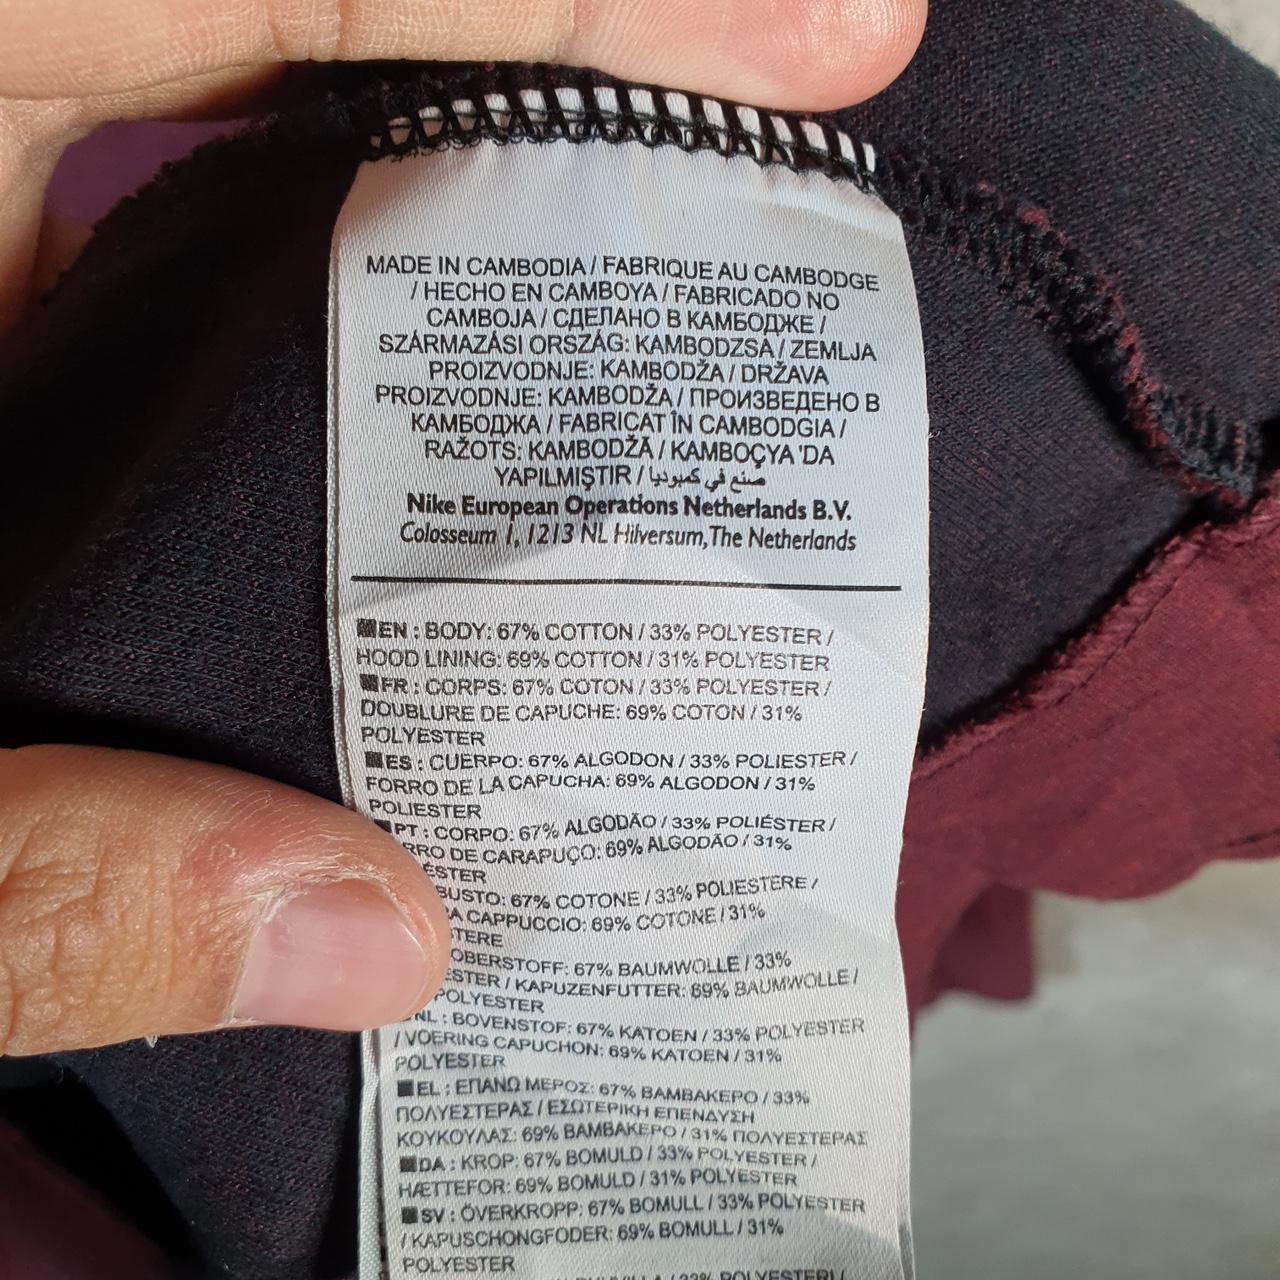 MADE IN CAMBODIA / FABRIQUE AU CAMBODGE
/ HECHO EN CAMBOYA / FABRICADO NO
CAMBOJA / СДЕЛАНО В КАМБОДЖЕ /
SZÁRMAZÁSI ORSZÁG: KAMBODZSA / ZEMLJA
PROIZVODNJE: KAMBODŽA / DRŽAVA
PROIZVODNJE: KAMBODŽA / ПРОИЗВЕДЕНО В
КАМБОДЖА / FABRICAT ÎN CAMBODGIA /
RAŽOTS: KAMBODŽĀ / KAMBOÇYA 'DA
YAPILMIŞTIR / صنع في كمبوديا
Nike European Operations Netherlands B.V.
Colosseum 1, 1213 NL Hilversum, The Netherlands
EN : BODY: 67% COTTON / 33% POLYESTER /
HOOD LINING: 69% COTTON / 31% POLYESTER
FR : CORPS: 67% COTON / 33% POLYESTER /
DOUBLURE DE CAPUCHE: 69% COTON / 31%
POLYESTER
ES : CUERPO: 67% ALGODON / 33% POLIESTER /
FORRO DE LA CAPUCHA: 69% ALGODON / 31%
POLIESTER
PT : CORPO: 67% ALGODÃO / 33% POLIÉSTER /
RRO DE CARAPUÇO: 69% ALGODÃO / 31%
ÉSTER
BUSTO: 67% COTONE / 33% POLIESTERE /
A CAPPUCCIO: 69% COTONE / 31%
TERE
OBERSTOFF: 67% BAUMWOLLE / 33%
ESTER / KAPUZENFUTTER: 69% BAUMWOLLE /
POLYESTER
NL : BOVENSTOF: 67% KATOEN / 33% POLYESTER
/ VOERING CAPUCHON: 69% KATOEN / 31%
POLYESTER
EL : ΕΠΑΝΩ ΜΕΡΟΣ: 67% ΒΑΜΒΑΚΕΡΟ / 33%
ΠΟΛΥΕΣΤΕΡΑΣ / ΕΣΩΤΕΡΙΚΗ ΕΠΕΝΔΥΣΗ
ΚΟΥΚΟΥΛΑΣ: 69% ΒΑΜΒΑΚΕΡΟ / 31% ΠΟΛΥΕΣΤΕΡΑΣ
DA : KROP: 67% BOMULD / 33% POLYESTER /
HÆTTEFOR: 69% BOMULD / 31% POLYESTER
SV : ÖVERKROPP: 67% BOMULL / 33% POLYESTER
/ KAPUSCHONGFODER: 69% BOMULL / 31%
POLYESTER
/ 33% POLYESTERI /